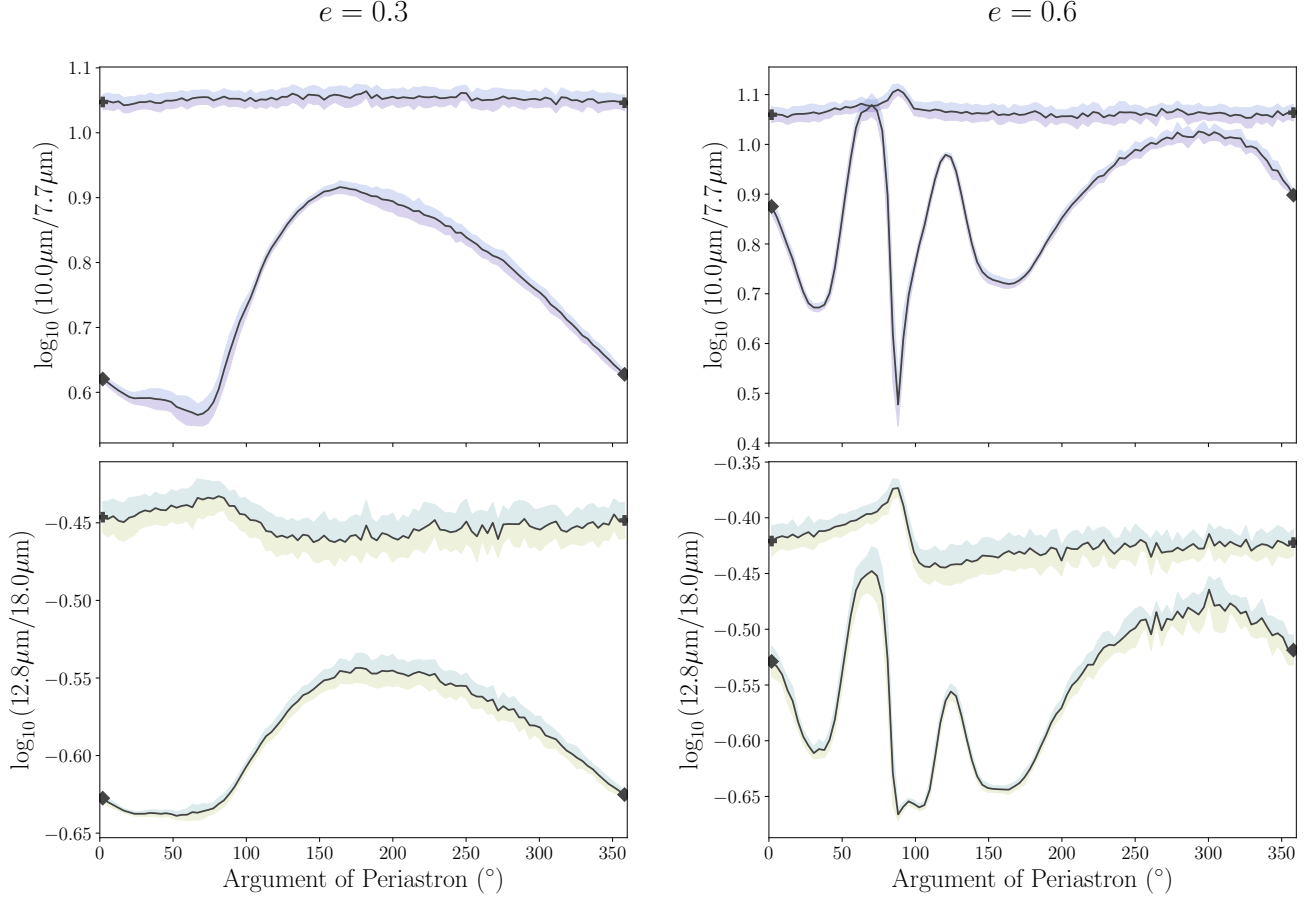 e = 0.3
e = 0.6
log₁₀(10.0μm/7.7μm)
1.1
1.0
0.9
0.8
0.7
0.6
log₁₀(10.0μm/7.7μm)
1.1
1.0
0.9
0.8
0.7
0.6
0.5
0.4
log₁₀(12.8μm/18.0μm)
−0.45
−0.50
−0.55
−0.60
−0.65
log₁₀(12.8μm/18.0μm)
−0.35
−0.40
−0.45
−0.50
−0.55
−0.60
−0.65
0 50 100 150 200 250 300 350
0 50 100 150 200 250 300 350
Argument of Periastron (°)
Argument of Periastron (°)